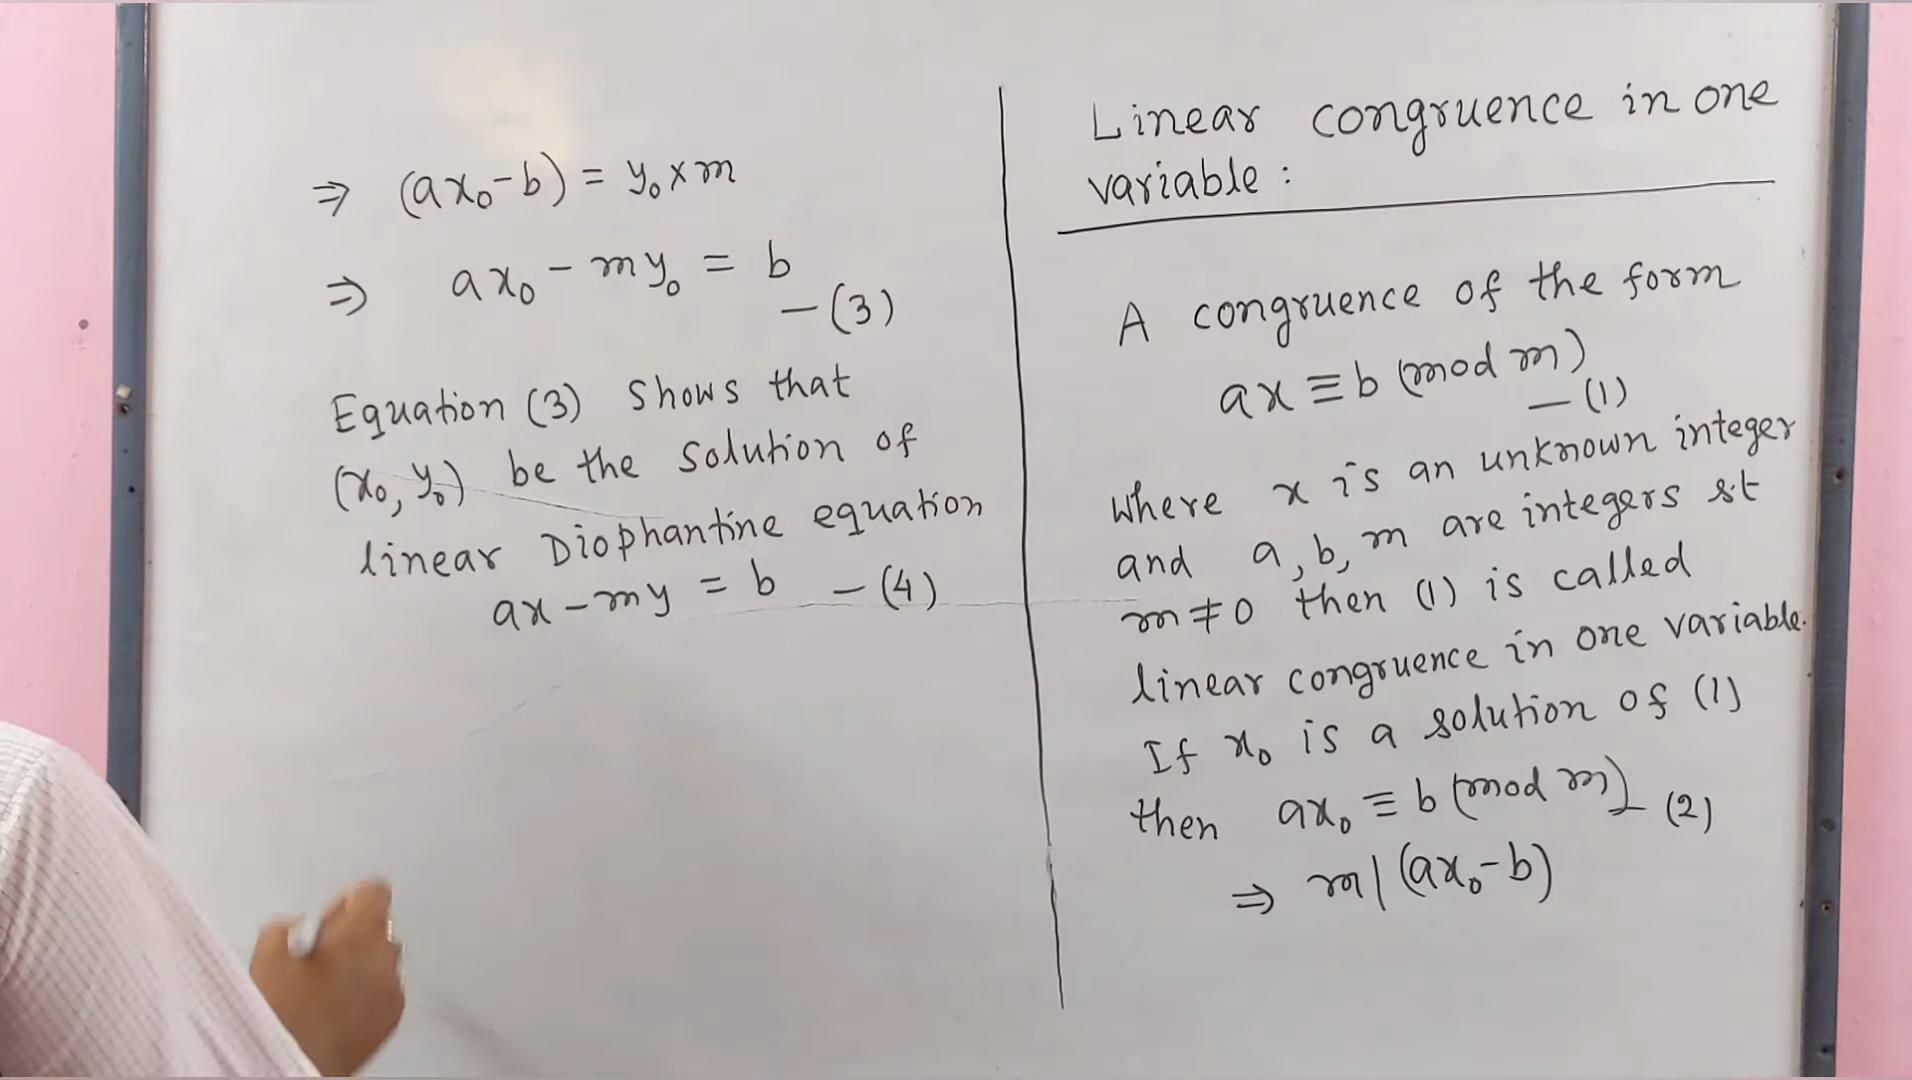 Linear congruence in one
variable :
A congruence of the form
ax ≡ b (mod m)
— (1)
where x is an unknown integer
and a, b, m are integers s.t
m ≠ 0 then (1) is called
linear congruence in one variable.
If x₀ is a solution of (1)
then ax₀ ≡ b (mod m) — (2)
⇒ m | (ax₀ - b)
⇒ (ax₀ - b) = y₀ × m
⇒ ax₀ - my₀ = b
— (3)
Equation (3) shows that
(x₀, y₀) be the solution of
linear Diophantine equation
ax - my = b — (4)